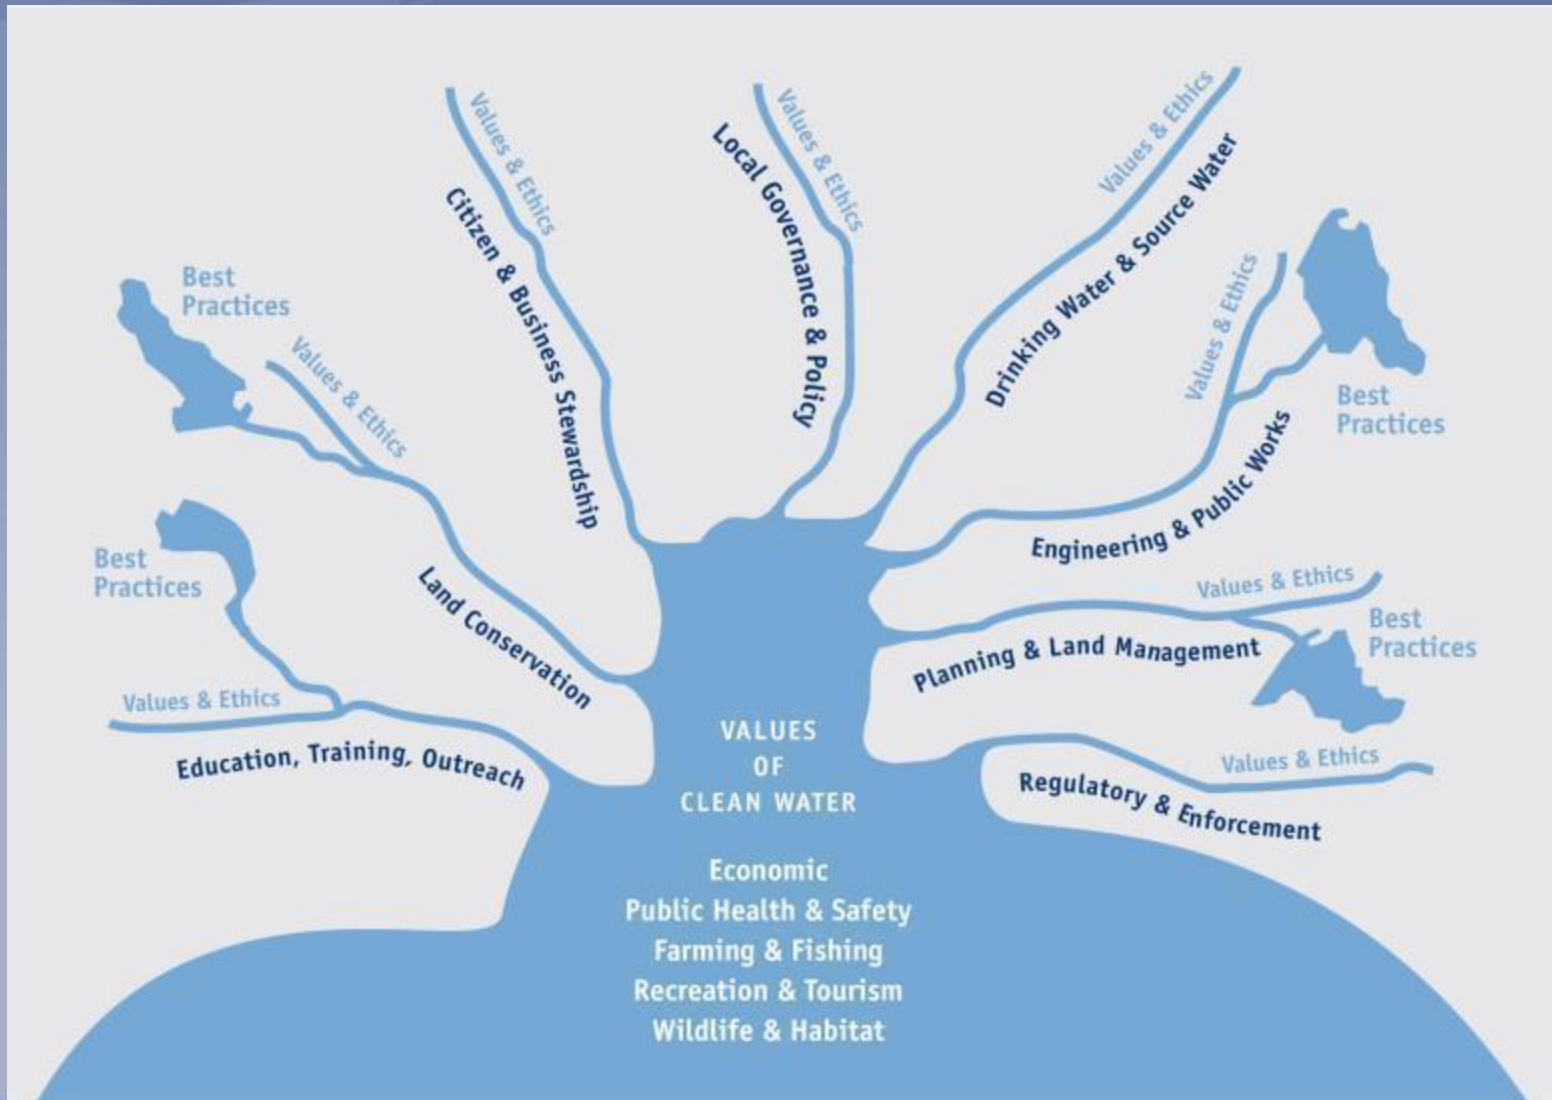 Values & Ethics
Citizen & Business Stewardship
Values & Ethics
Local Governance & Policy
Values & Ethics
Drinking Water & Source Water
Best
Practices
Values & Ethics
Land Conservation
Values & Ethics
Best
Practices
Engineering & Public Works
Best
Practices
Values & Ethics
Education, Training, Outreach
Values & Ethics
Best
Practices
Planning & Land Management
Values & Ethics
Regulatory & Enforcement
VALUES
OF
CLEAN WATER
Economic
Public Health & Safety
Farming & Fishing
Recreation & Tourism
Wildlife & Habitat